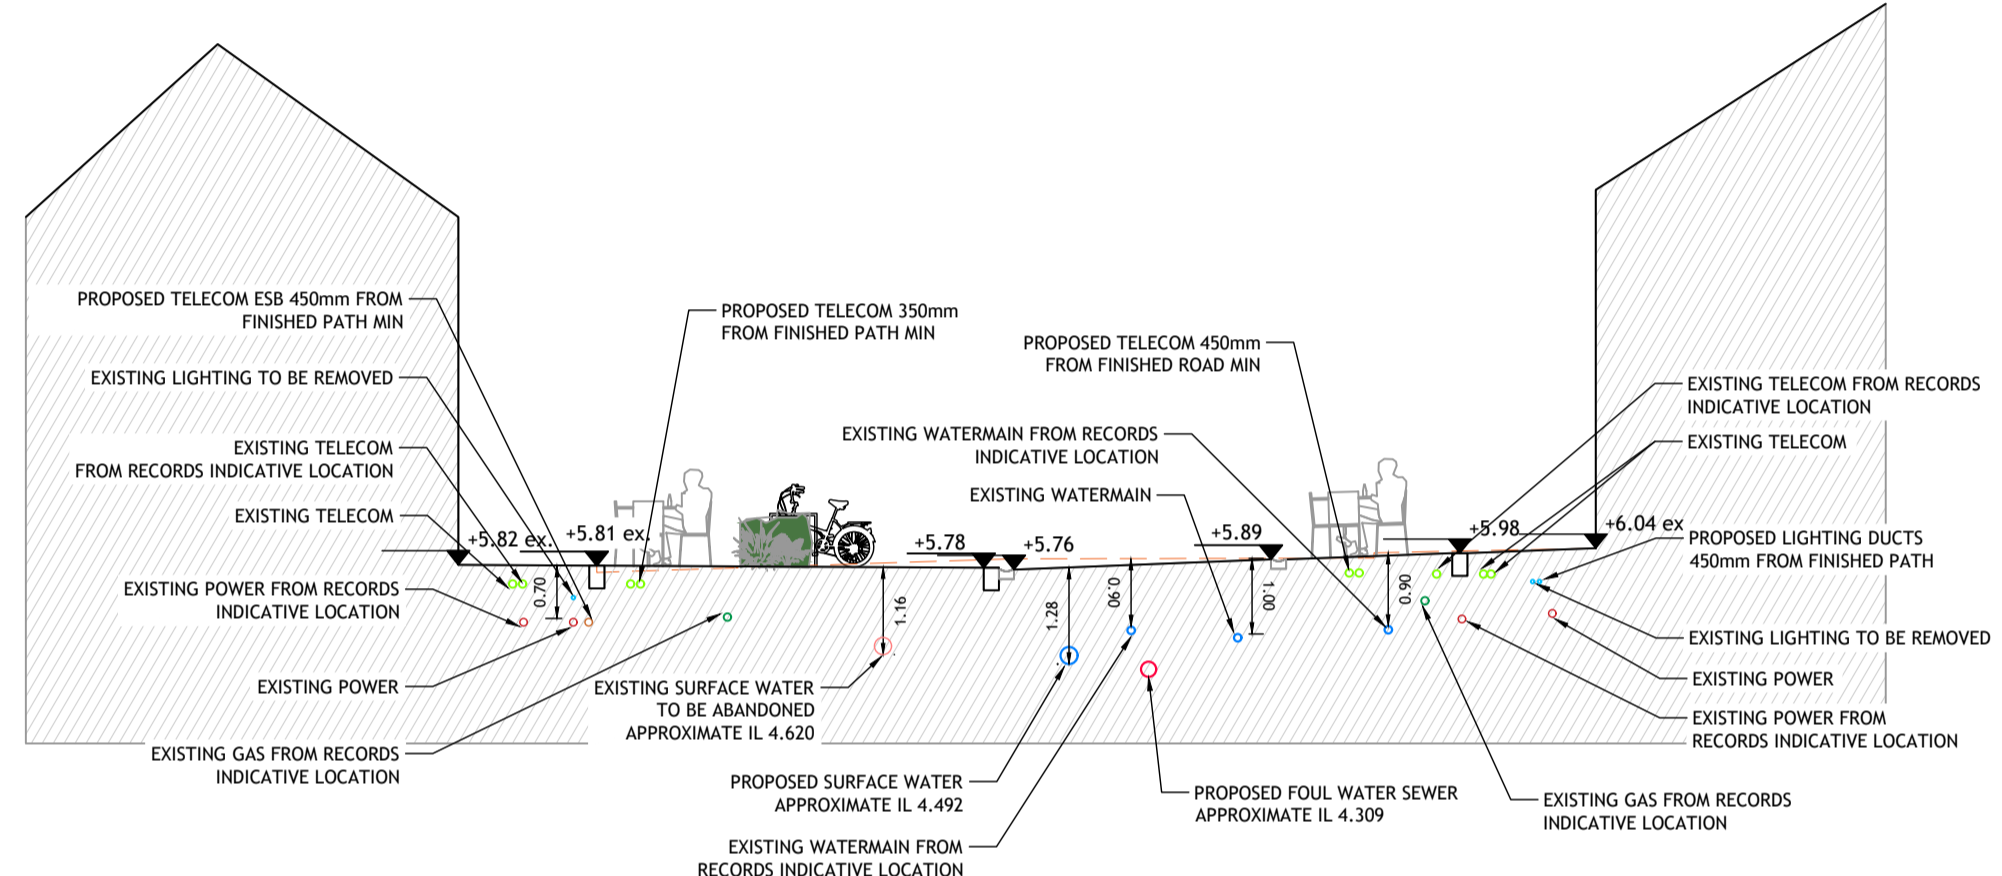 PROPOSED TELECOM ESB 450mm FROM
FINISHED PATH MIN
EXISTING LIGHTING TO BE REMOVED
EXISTING TELECOM
FROM RECORDS INDICATIVE LOCATION
EXISTING TELECOM
EXISTING POWER FROM RECORDS
INDICATIVE LOCATION
EXISTING POWER
EXISTING GAS FROM RECORDS
INDICATIVE LOCATION
PROPOSED TELECOM 350mm
FROM FINISHED PATH MIN
PROPOSED TELECOM 450mm
FROM FINISHED ROAD MIN
EXISTING WATERMAIN FROM RECORDS
INDICATIVE LOCATION
EXISTING WATERMAIN
+5.82 ex.
+5.81 ex.
+5.78
+5.76
+5.89
+5.98
+6.04 ex
0.70
1.16
1.28
0.90
1.00
0.90
EXISTING SURFACE WATER
TO BE ABANDONED
APPROXIMATE IL 4.620
PROPOSED SURFACE WATER
APPROXIMATE IL 4.492
EXISTING WATERMAIN FROM
RECORDS INDICATIVE LOCATION
PROPOSED FOUL WATER SEWER
APPROXIMATE IL 4.309
EXISTING TELECOM FROM RECORDS
INDICATIVE LOCATION
EXISTING TELECOM
PROPOSED LIGHTING DUCTS
450mm FROM FINISHED PATH
EXISTING LIGHTING TO BE REMOVED
EXISTING POWER
EXISTING POWER FROM
RECORDS INDICATIVE LOCATION
EXISTING GAS FROM RECORDS
INDICATIVE LOCATION